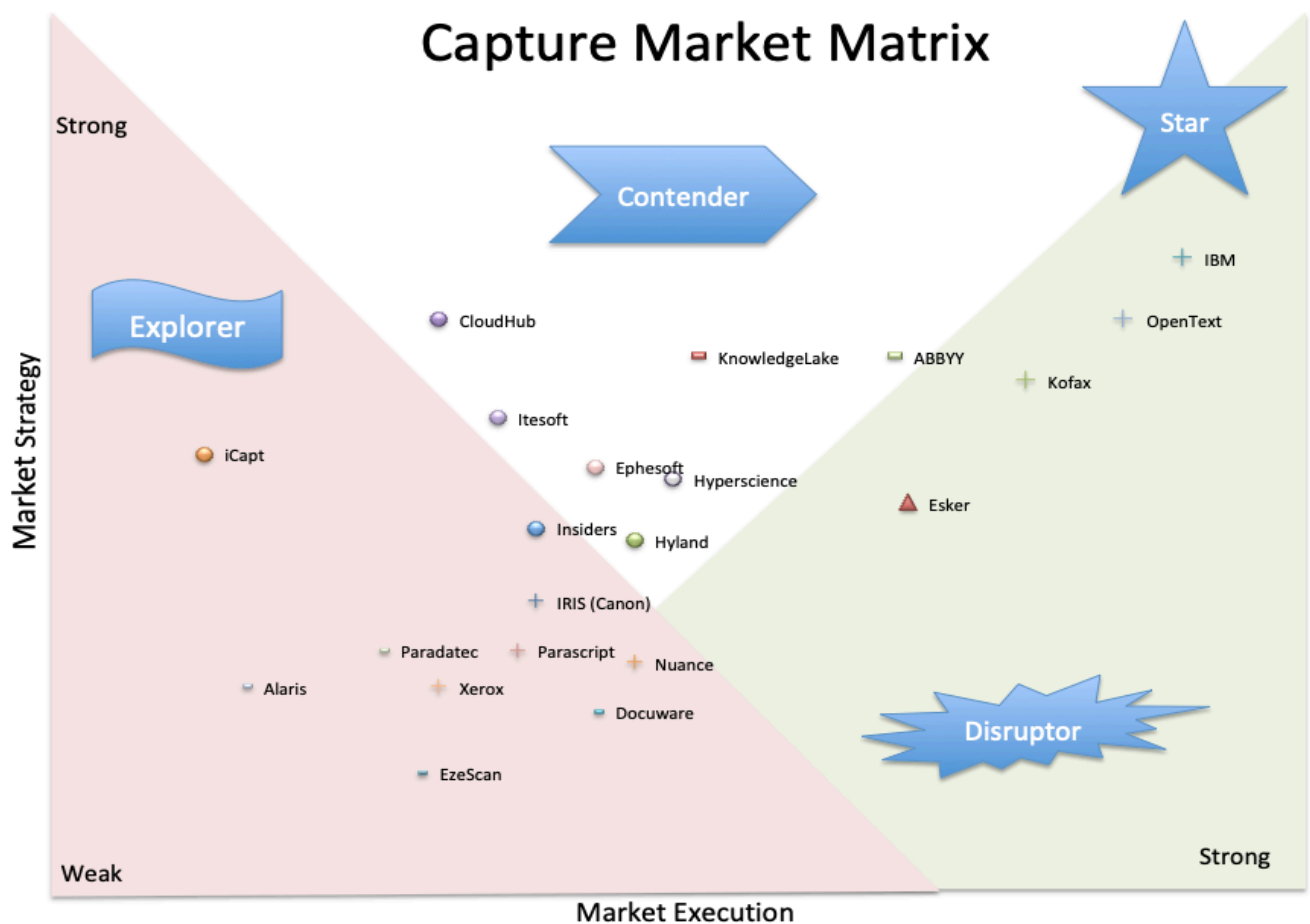 Capture Market Matrix
Strong
Star
Contender
IBM
Explorer
CloudHub
OpenText
KnowledgeLake
ABBYY
Kofax
Market Strategy
Itesoft
iCapt
Ephesoft
Hyperscience
Esker
Insiders
Hyland
IRIS (Canon)
Paradatec
Parascript
Nuance
Alaris
Xerox
Docuware
Disruptor
EzeScan
Strong
Weak
Market Execution